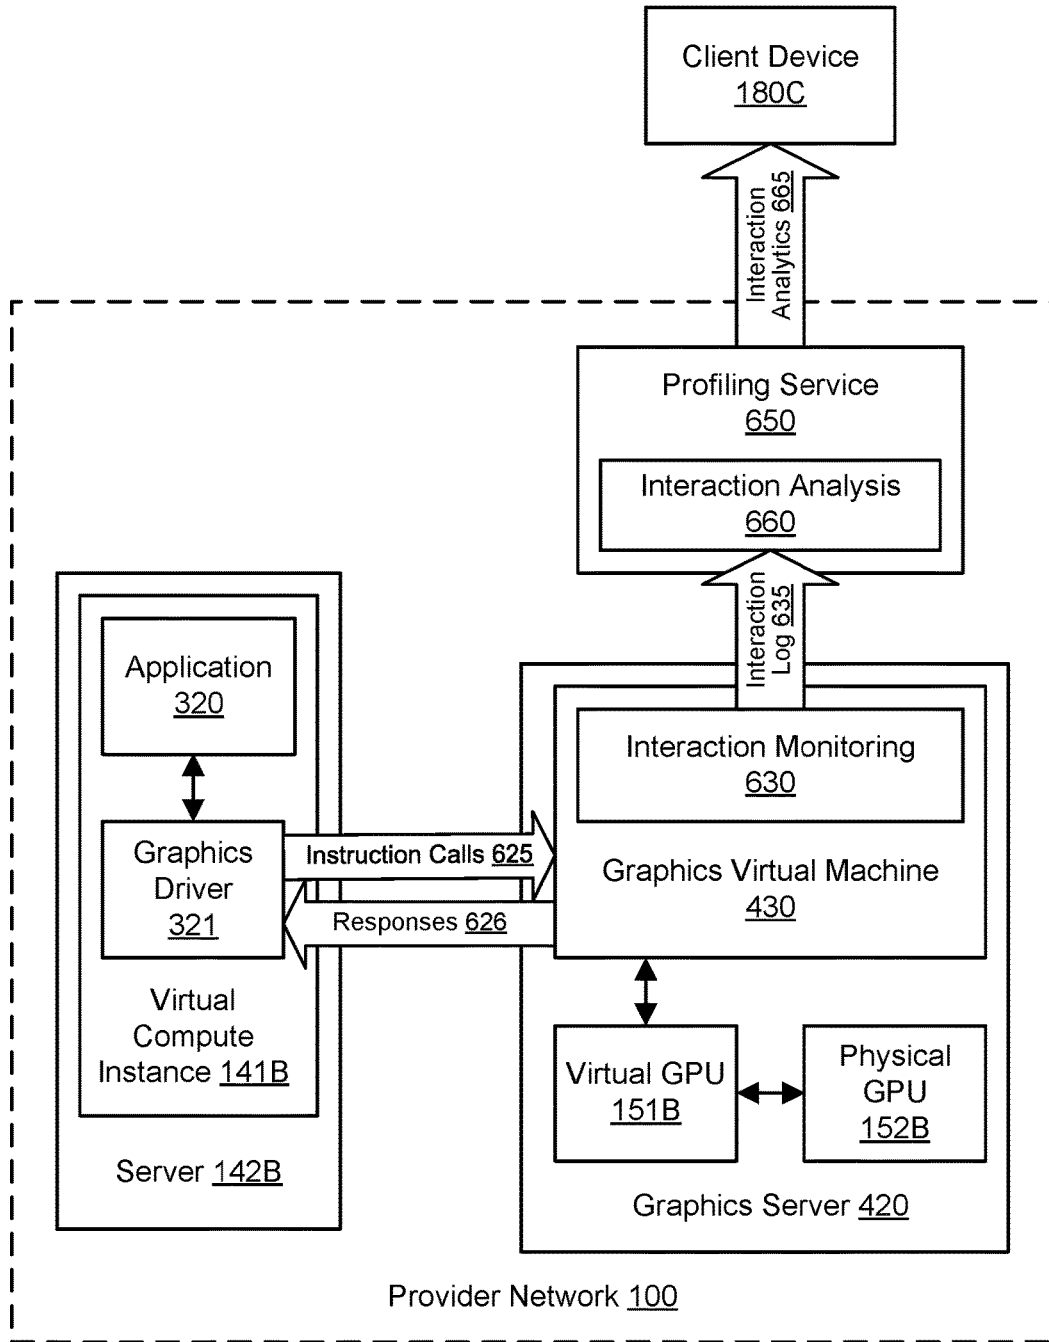 Client Device
180C
Interaction
Analytics 665
Profiling Service
650
Interaction Analysis
660
Interaction
Log 635
Application
320
Interaction Monitoring
630
Graphics
Driver
321
Instruction Calls 625
Responses 626
Graphics Virtual Machine
430
Virtual
Compute
Instance 141B
Virtual GPU
151B
Physical
GPU
152B
Server 142B
Graphics Server 420
Provider Network 100